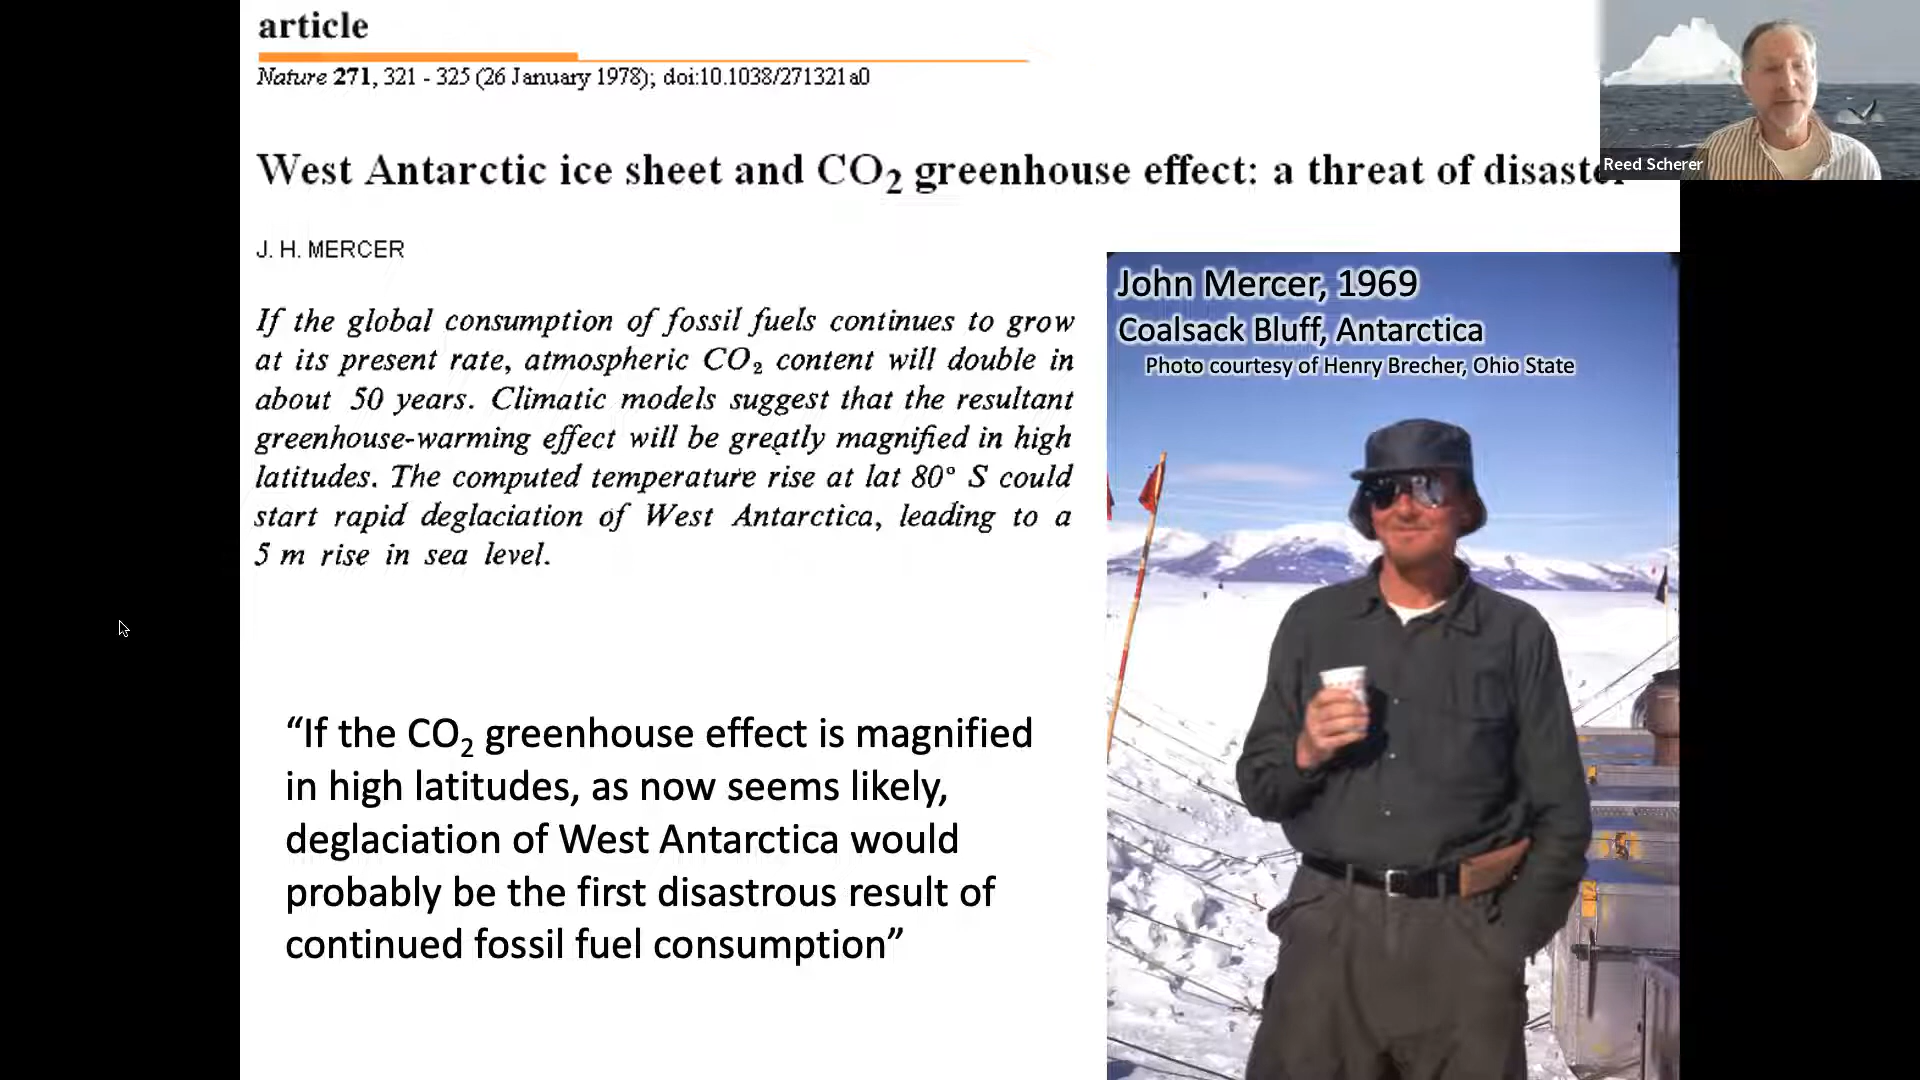 article
Nature 271, 321 - 325 (26 January 1978); doi:10.1038/271321a0
West Antarctic ice sheet and CO₂ greenhouse effect: a threat of disaster
Reed Scherer
J. H. MERCER
If the global consumption of fossil fuels continues to grow
at its present rate, atmospheric CO₂ content will double in
about 50 years. Climatic models suggest that the resultant
greenhouse-warming effect will be greatly magnified in high
latitudes. The computed temperature rise at lat 80° S could
start rapid deglaciation of West Antarctica, leading to a
5 m rise in sea level.
John Mercer, 1969
Coalsack Bluff, Antarctica
Photo courtesy of Henry Brecher, Ohio State
“If the CO₂ greenhouse effect is magnified
in high latitudes, as now seems likely,
deglaciation of West Antarctica would
probably be the first disastrous result of
continued fossil fuel consumption”